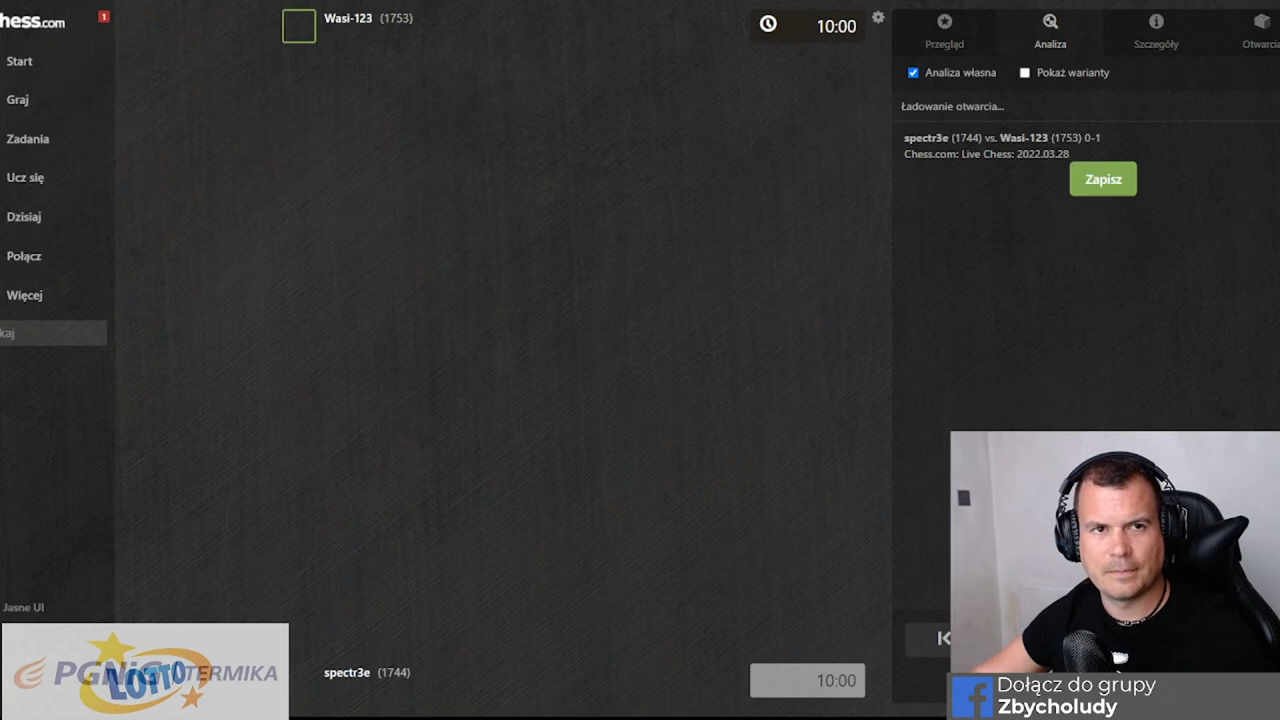 hess.com
1
Start
Graj
Zadania
Ucz się
Dzisiaj
Połącz
Więcej
kaj
Jasne UI
Wasi-123 (1753)
10:00
spectr3e (1744)
10:00
Przegląd
Analiza
Szczegóły
Otwarcia
Analiza własna
Pokaż warianty
Ładowanie otwarcia...
spectr3e (1744) vs. Wasi-123 (1753) 0-1
Chess.com: Live Chess: 2022.03.28
Zapisz
LOTTO
TERMIKA
Dołącz do grupy
Zbycholudy